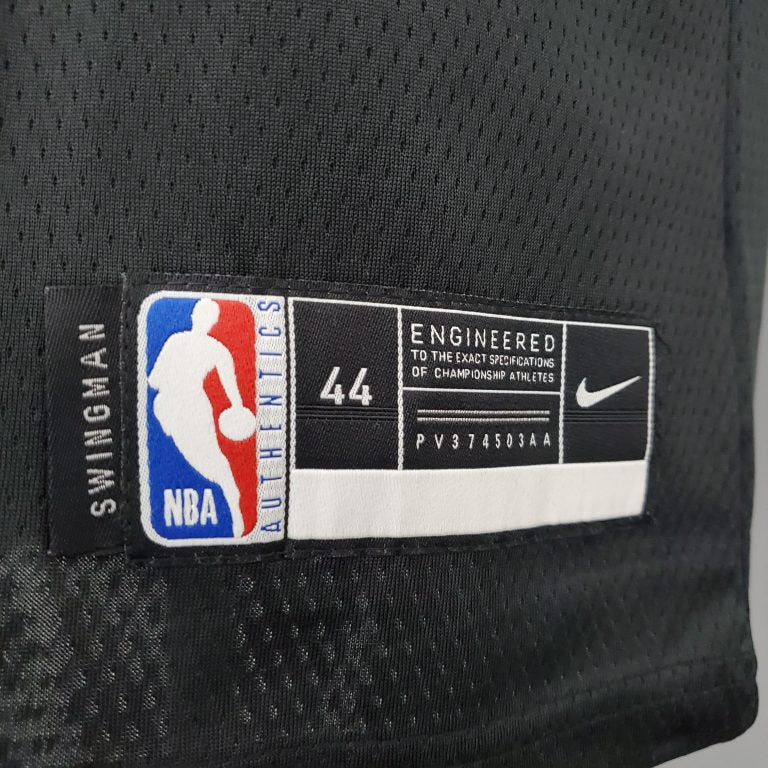 SWINGMAN
NBA
AUTHENTICS
44
ENGINEERED
TO THE EXACT SPECIFICATIONS
OF CHAMPIONSHIP ATHLETES
PV374503AA